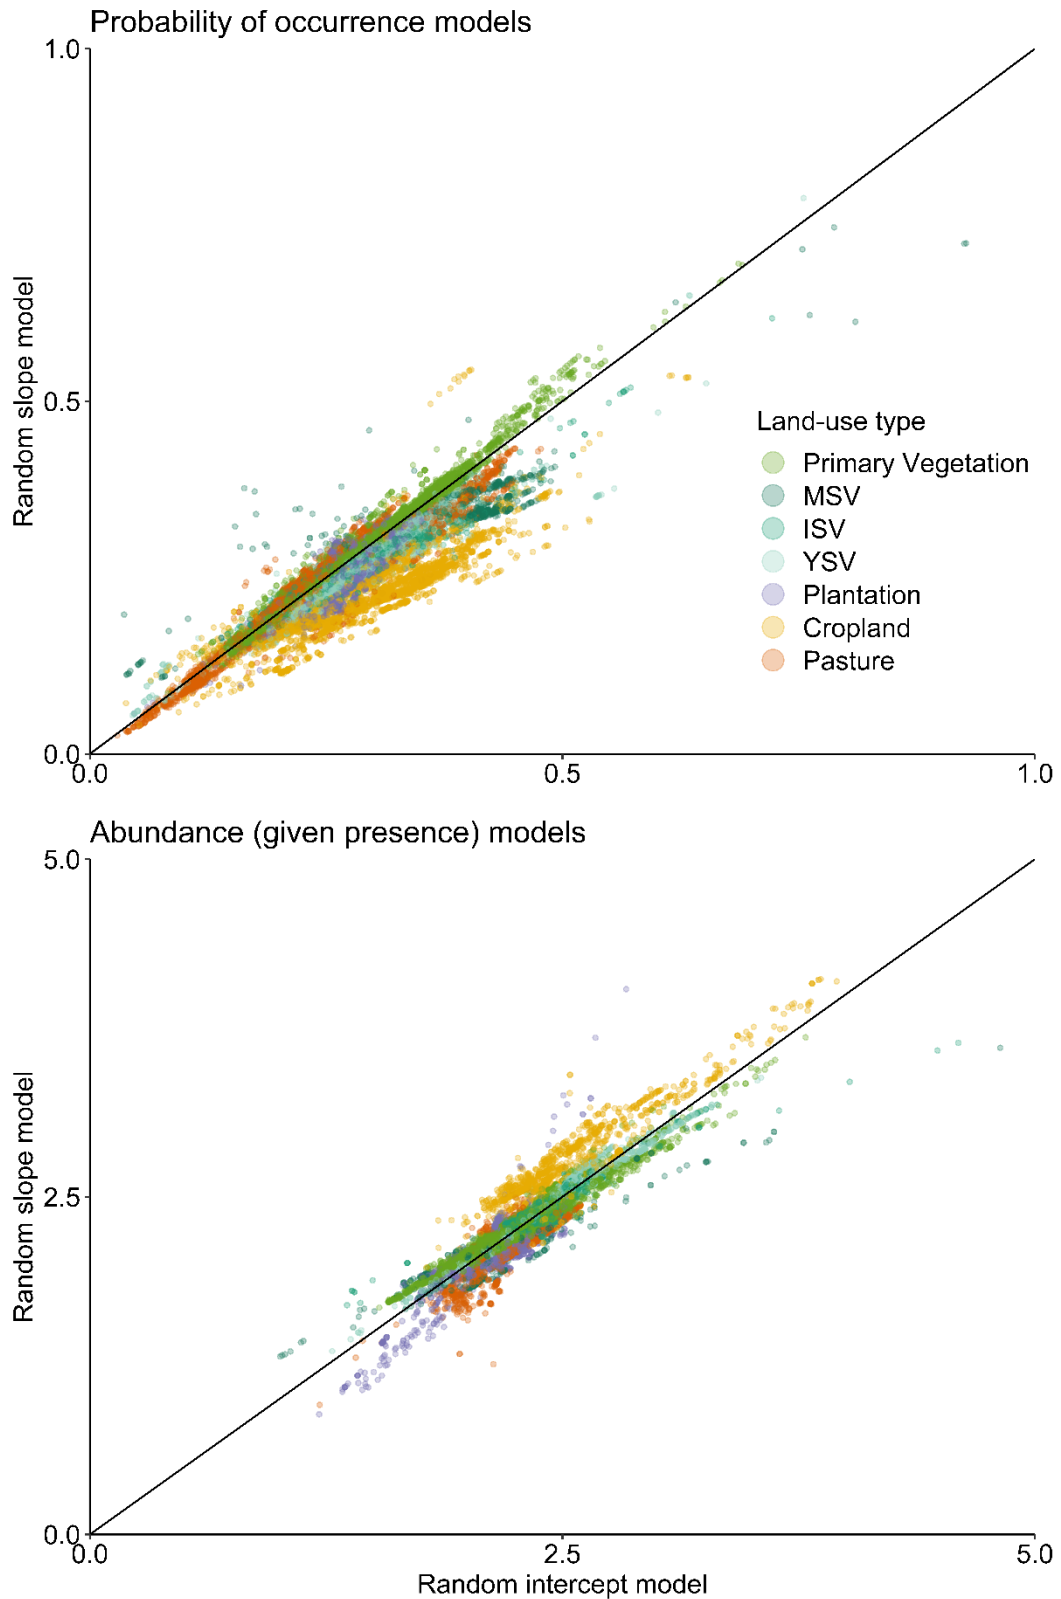 Probability of occurrence models
1.0
Random slope model
0.5
Land-use type
Primary Vegetation
MSV
ISV
YSV
Plantation
Cropland
Pasture
0.0
0.0 0.5 1.0
Abundance (given presence) models
5.0
Random slope model
2.5
0.0
0.0 2.5 5.0
Random intercept model